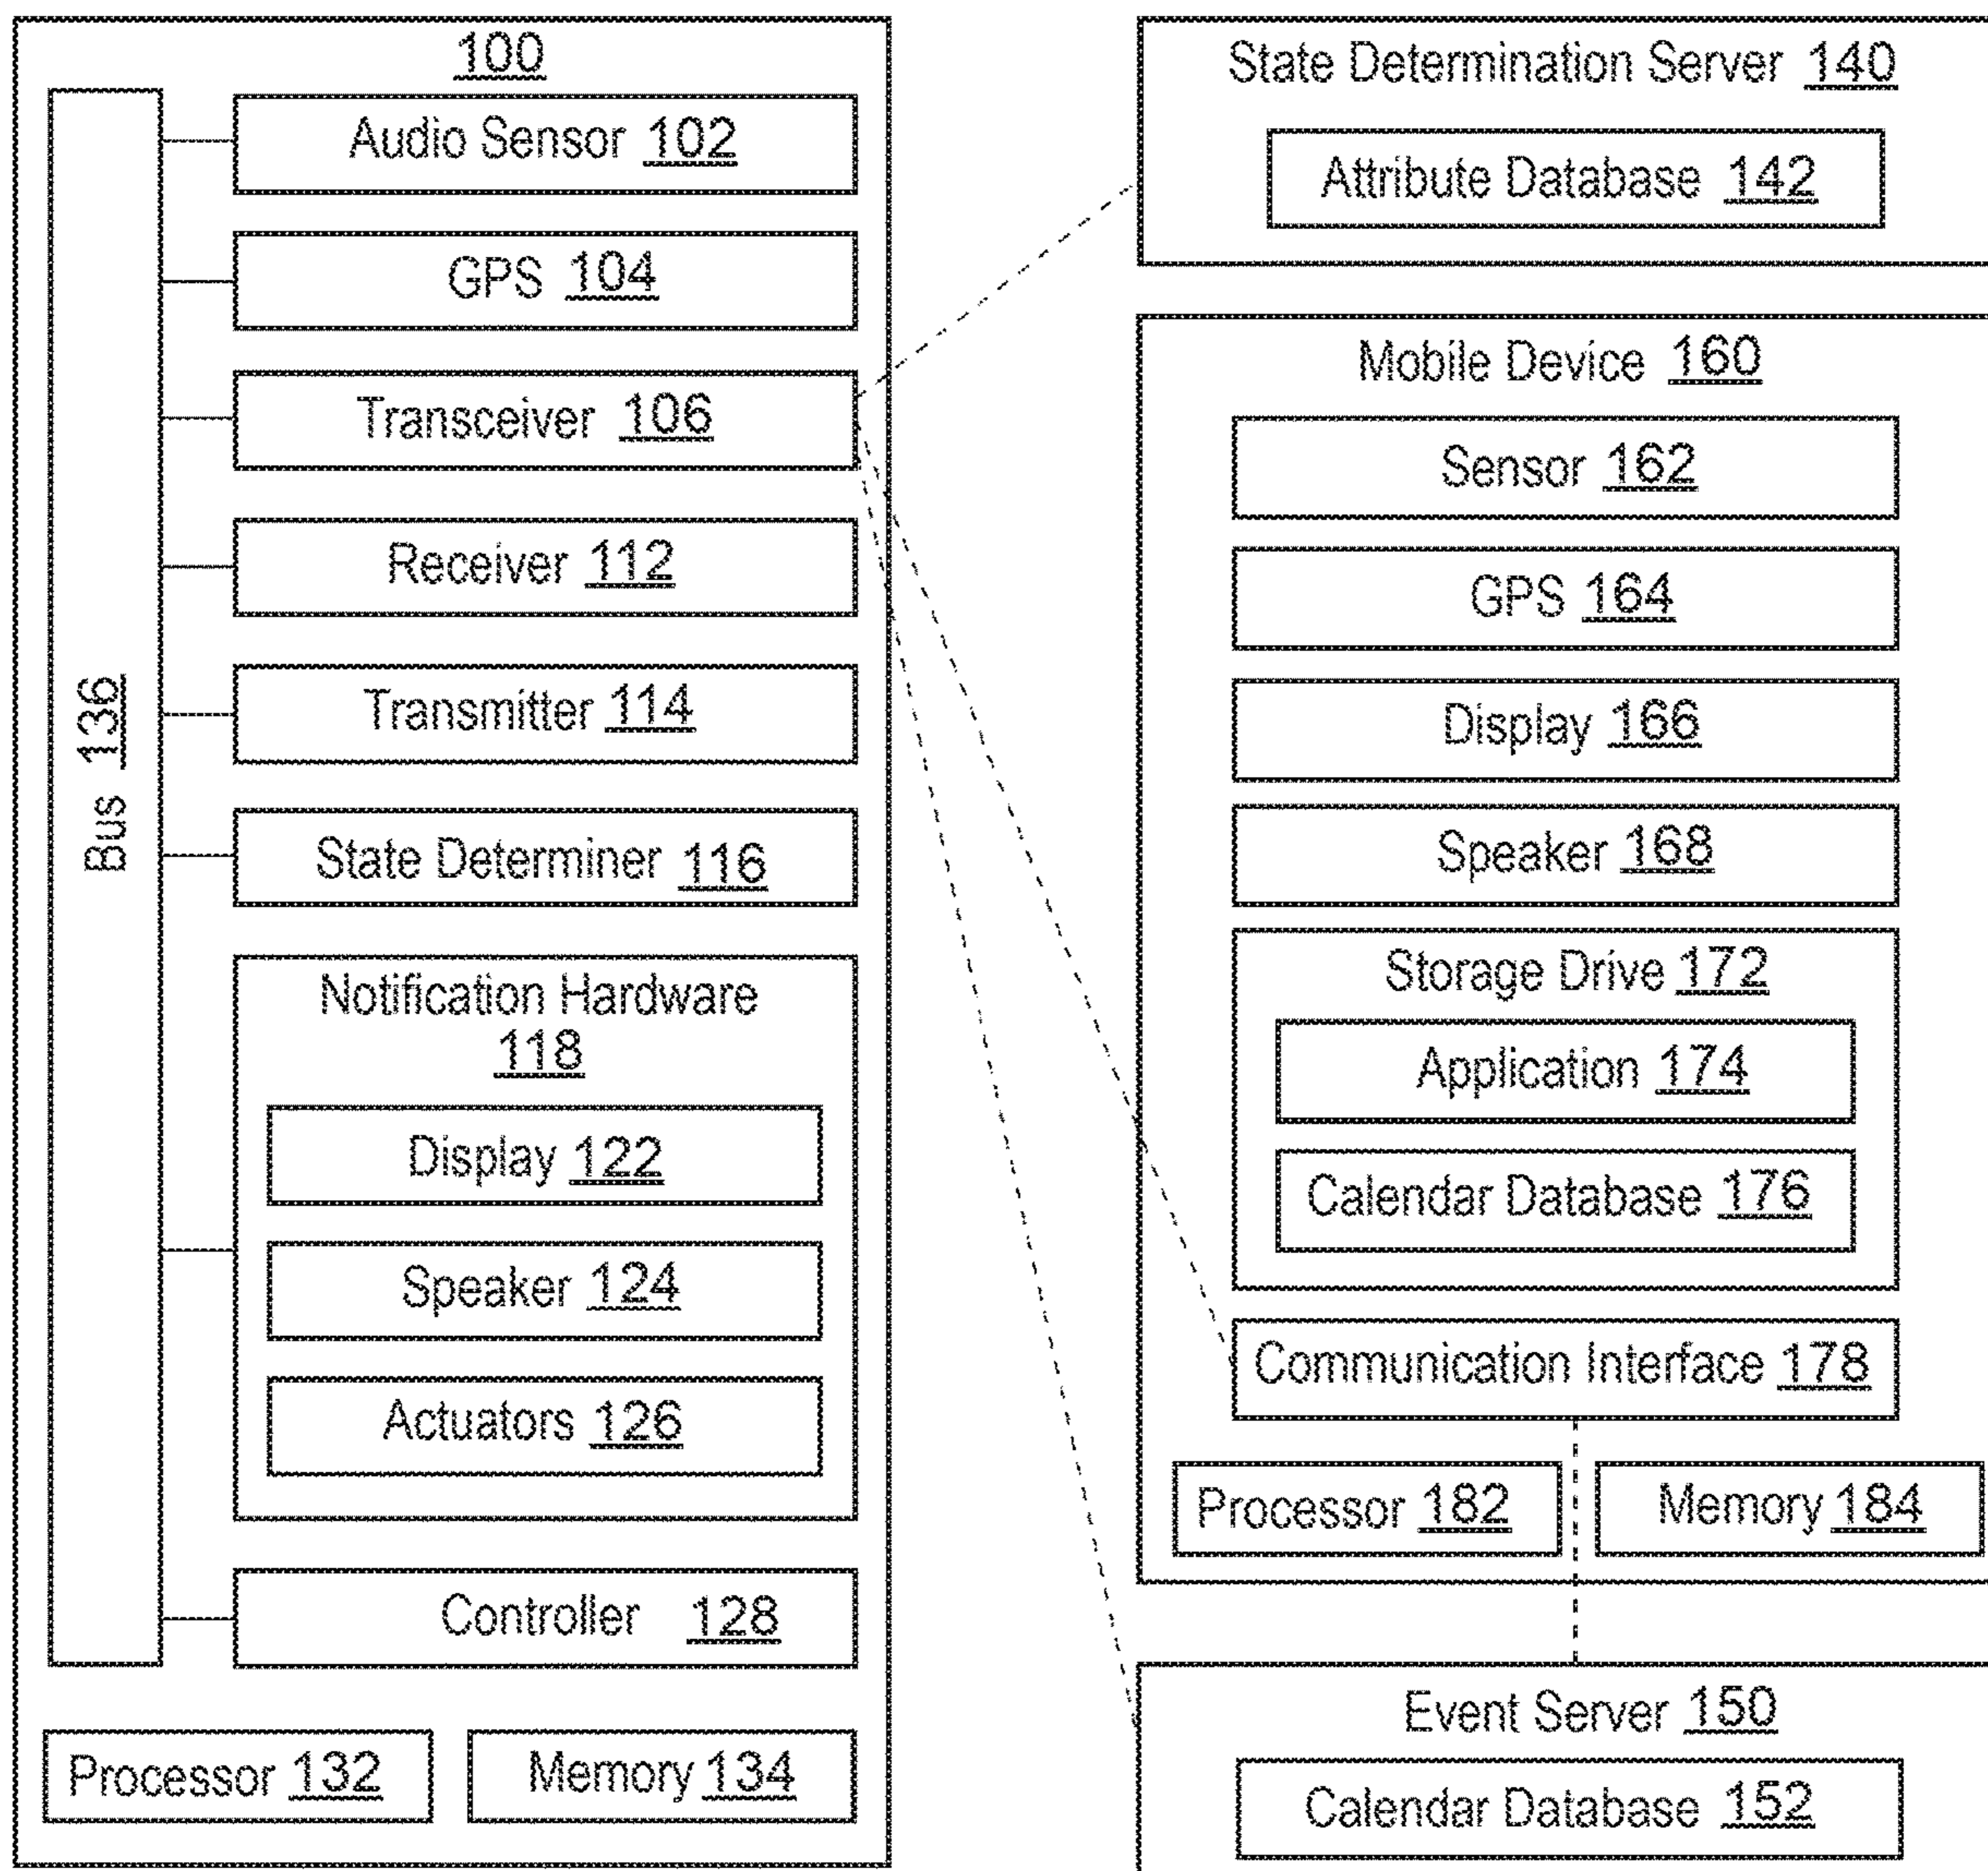 100
Bus 136
Audio Sensor 102
GPS 104
Transceiver 106
Receiver 112
Transmitter 114
State Determiner 116
Notification Hardware
118
Display 122
Speaker 124
Actuators 126
Controller 128
Processor 132
Memory 134
State Determination Server 140
Attribute Database 142
Mobile Device 160
Sensor 162
GPS 164
Display 166
Speaker 168
Storage Drive 172
Application 174
Calendar Database 176
Communication Interface 178
Processor 182
Memory 184
Event Server 150
Calendar Database 152